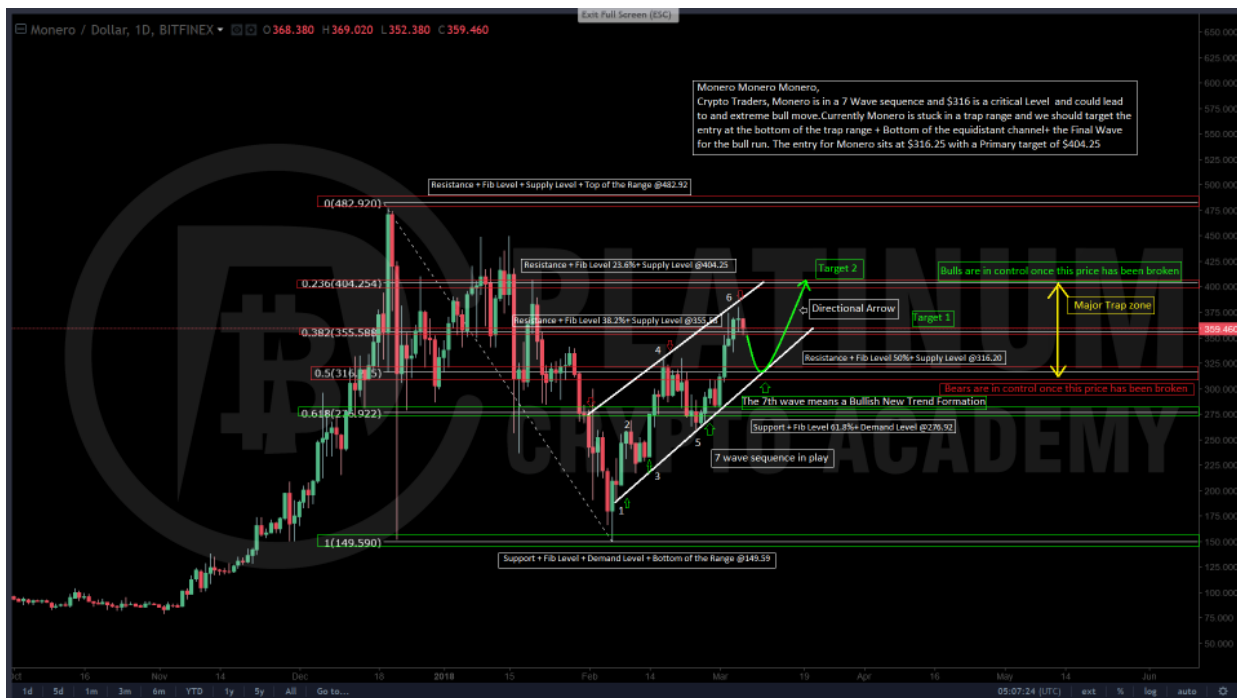 Exit Full Screen (ESC)
Monero / Dollar, 1D, BITFINEX O368.380 H369.020 L352.380 C359.460
Monero Monero Monero,
Crypto Traders, Monero is in a 7 Wave sequence and $316 is a critical Level and could lead
to and extreme bull move.Currently Monero is stuck in a trap range and we should target the
entry at the bottom of the trap range + Bottom of the equidistant channel+ the Final Wave
for the bull run. The entry for Monero sits at $316.25 with a Primary target of $404.25
Resistance + Fib Level + Supply Level + Top of the Range @482.92
0(482.920)
Resistance + Fib Level 23.6%+ Supply Level @404.25
Target 2
Bulls are in control once this price has been broken
0.236(404.254)
6
Directional Arrow
Major Trap zone
Resistance + Fib Level 38.2%+ Supply Level @355.58
Target 1
0.382(355.588)
4
Resistance + Fib Level 50%+ Supply Level @316.20
Bears are in control once this price has been broken
The 7th wave means a Bullish New Trend Formation
2
Support + Fib Level 61.8%+ Demand Level @276.92
5
7 wave sequence in play
3
1
1(149.590)
Support + Fib Level + Demand Level + Bottom of the Range @149.59
PLATINUM
CRYPTO ACADEMY
650.000
625.000
600.000
575.000
550.000
525.000
500.000
475.000
450.000
425.000
400.000
375.000
359.460
325.000
300.000
275.000
250.000
225.000
200.000
175.000
150.000
125.000
100.000
75.000
50.000
16 Nov 16 Dec 18 2018 15 Feb 14 Mar 19 Apr 16 May 14 Jun
1d 5d 1m 3m 6m YTD 1y 5y All Go to... 05:07:24 (UTC) ext % log auto